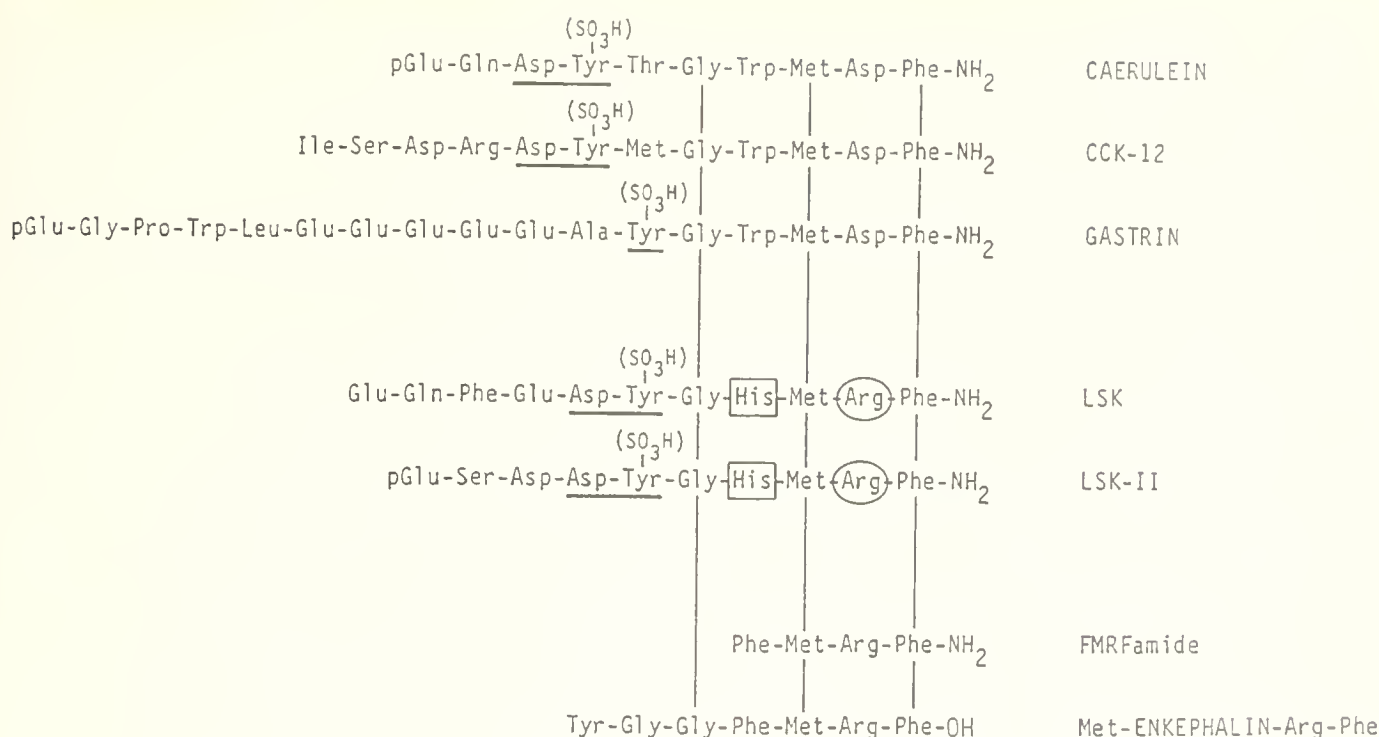 (SO3H)
pGlu-Gln-Asp-Tyr-Thr-Gly-Trp-Met-Asp-Phe-NH2 CAERULEIN
(SO3H)
Ile-Ser-Asp-Arg-Asp-Tyr-Met-Gly-Trp-Met-Asp-Phe-NH2 CCK-12
(SO3H)
pGlu-Gly-Pro-Trp-Leu-Glu-Glu-Glu-Glu-Glu-Ala-Tyr-Gly-Trp-Met-Asp-Phe-NH2 GASTRIN
(SO3H)
Glu-Gln-Phe-Glu-Asp-Tyr-Gly-His-Met-Arg-Phe-NH2 LSK
(SO3H)
pGlu-Ser-Asp-Asp-Tyr-Gly-His-Met-Arg-Phe-NH2 LSK-II
Phe-Met-Arg-Phe-NH2 FMRFamide
Tyr-Gly-Gly-Phe-Met-Arg-Phe-OH Met-ENKEPHALIN-Arg-Phe